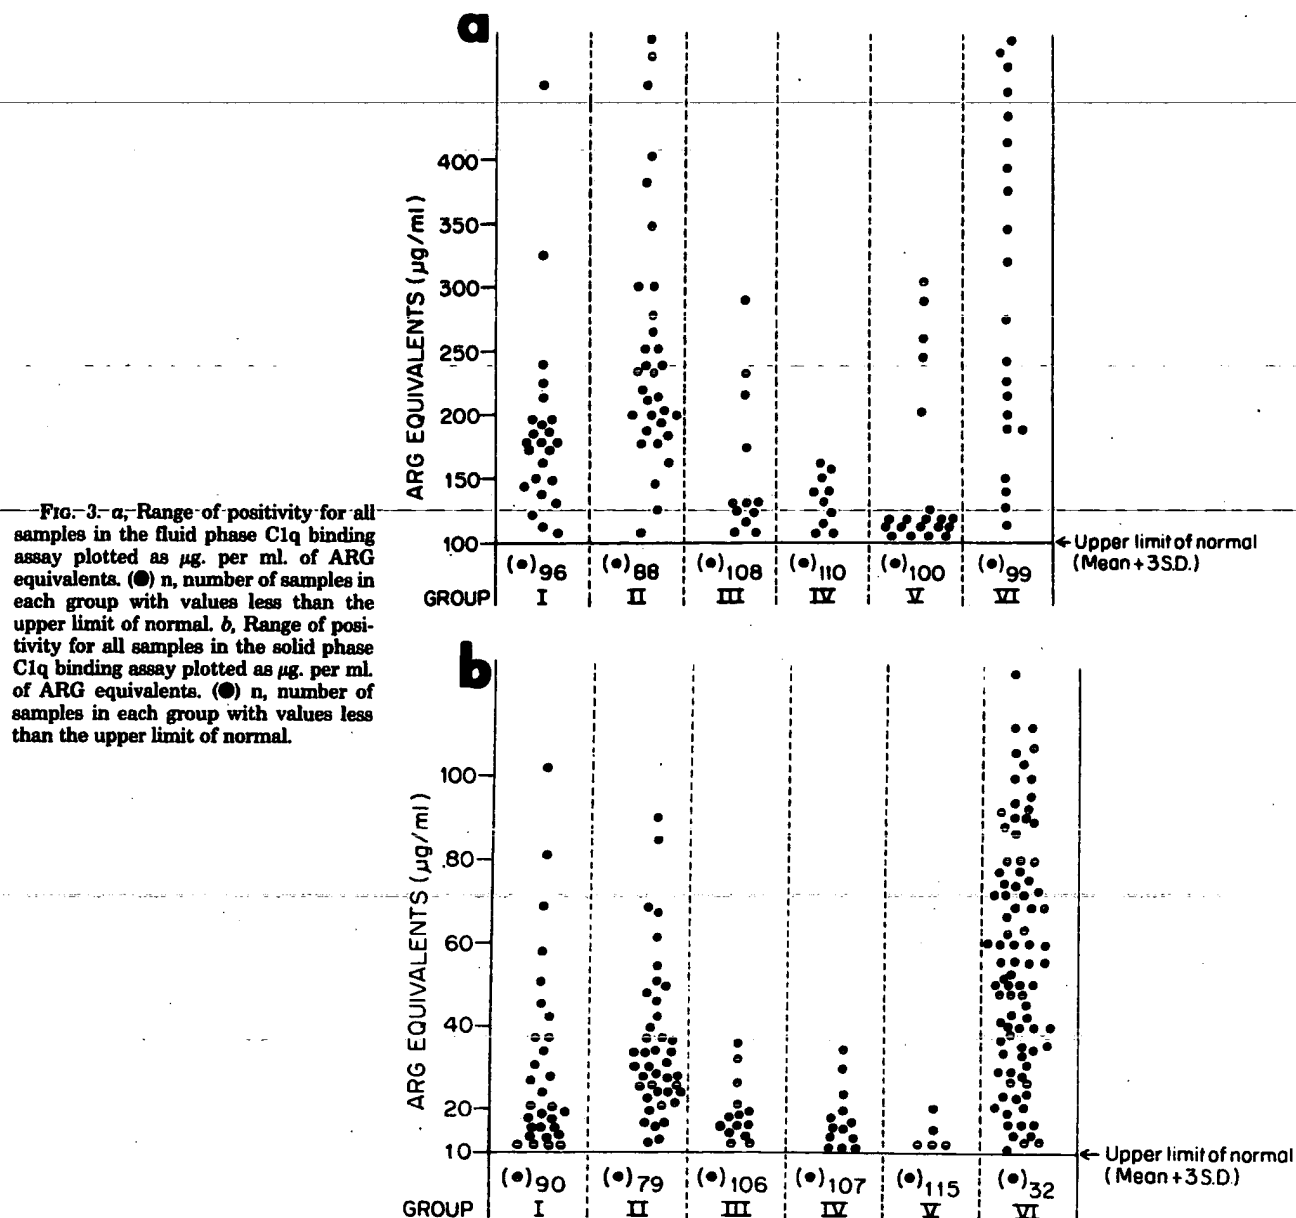 a
ARG EQUIVALENTS (μg/ml)
400
350
300
250
200
150
100
Upper limit of normal
(Mean + 3 S.D.)
(●)96 (●)88 (●)108 (●)110 (●)100 (●)99
GROUP I II III IV V VI
FIG. 3. a, Range of positivity for all
samples in the fluid phase C1q binding
assay plotted as μg. per ml. of ARG
equivalents. (●) n, number of samples in
each group with values less than the
upper limit of normal. b, Range of posi-
tivity for all samples in the solid phase
C1q binding assay plotted as μg. per ml.
of ARG equivalents. (●) n, number of
samples in each group with values less
than the upper limit of normal.
b
ARG EQUIVALENTS (μg/ml)
100
80
60
40
20
10
Upper limit of normal
(Mean + 3 S.D.)
(●)90 (●)79 (●)106 (●)107 (●)115 (●)32
GROUP I II III IV V VI